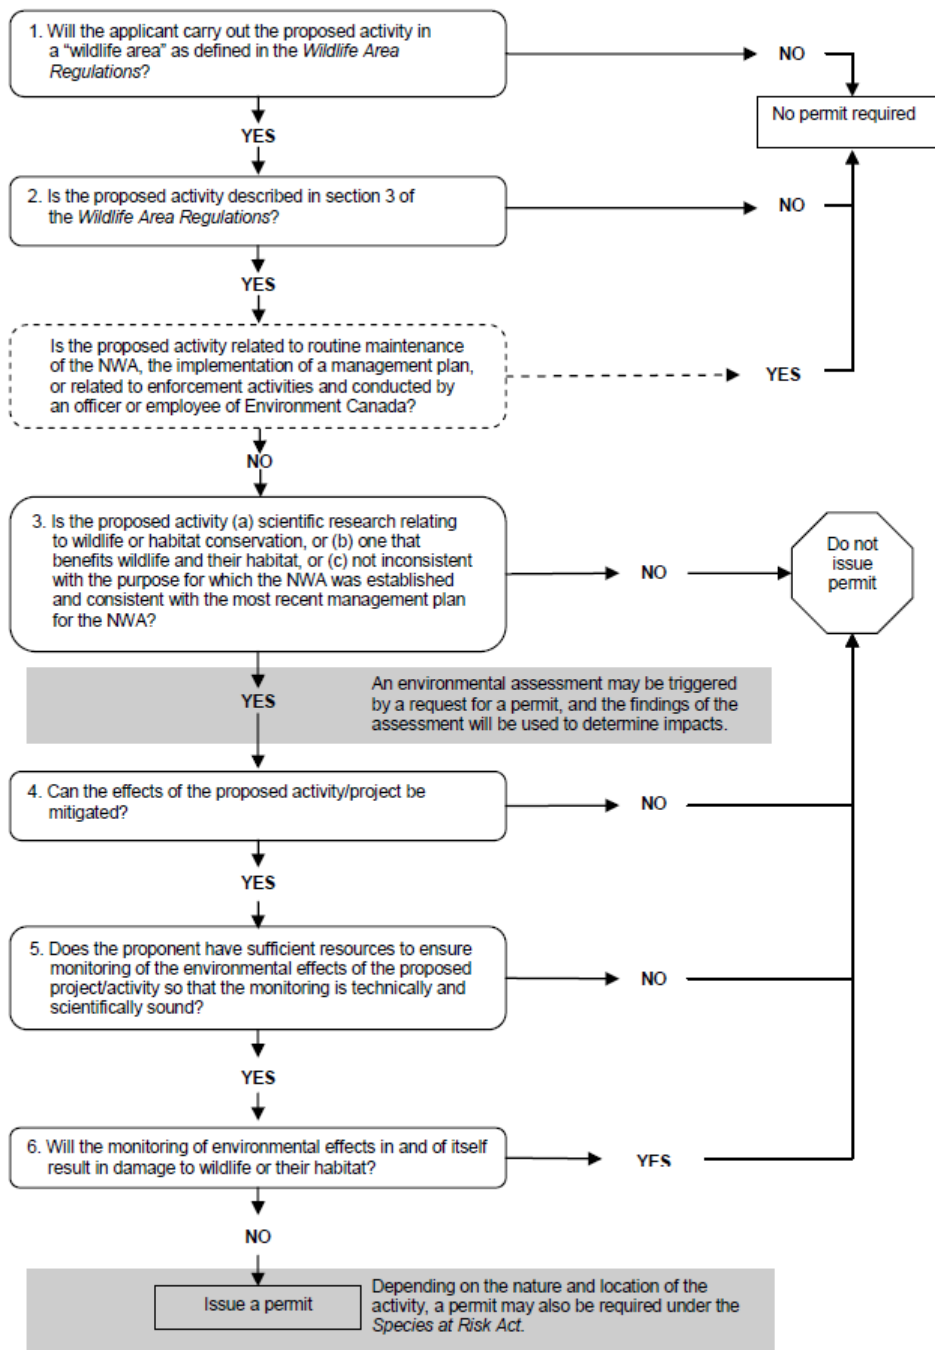 1. Will the applicant carry out the proposed activity in
a “wildlife area” as defined in the Wildlife Area
Regulations?
NO
No permit required
YES
2. Is the proposed activity described in section 3 of
the Wildlife Area Regulations?
NO
YES
Is the proposed activity related to routine maintenance
of the NWA, the implementation of a management plan,
or related to enforcement activities and conducted by
an officer or employee of Environment Canada?
YES
NO
3. Is the proposed activity (a) scientific research relating
to wildlife or habitat conservation, or (b) one that
benefits wildlife and their habitat, or (c) not inconsistent
with the purpose for which the NWA was established
and consistent with the most recent management plan
for the NWA?
NO
Do not
issue
permit
YES
An environmental assessment may be triggered
by a request for a permit, and the findings of the
assessment will be used to determine impacts.
4. Can the effects of the proposed activity/project be
mitigated?
NO
YES
5. Does the proponent have sufficient resources to ensure
monitoring of the environmental effects of the proposed
project/activity so that the monitoring is technically and
scientifically sound?
NO
YES
6. Will the monitoring of environmental effects in and of itself
result in damage to wildlife or their habitat?
YES
NO
Issue a permit
Depending on the nature and location of the
activity, a permit may also be required under the
Species at Risk Act.